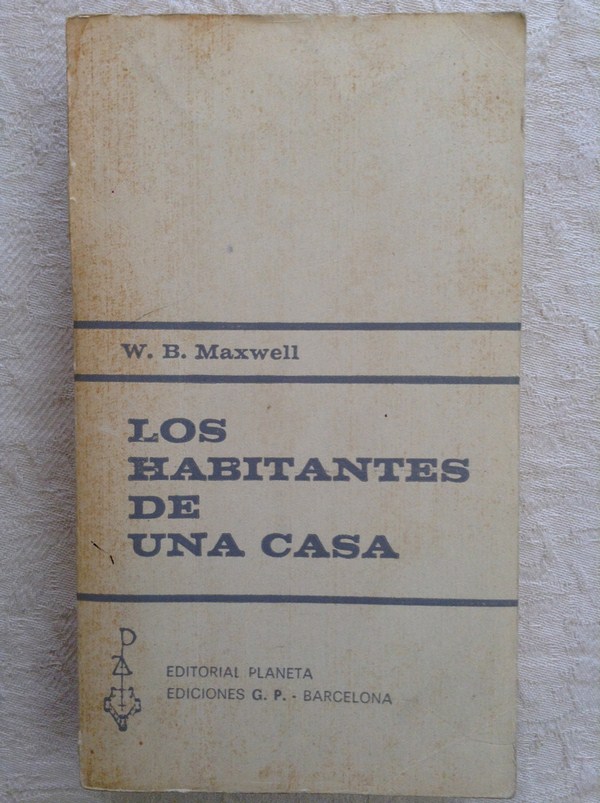 W. B. Maxwell
LOS
HABITANTES
DE
UNA CASA
EDITORIAL PLANETA
EDICIONES G. P. - BARCELONA